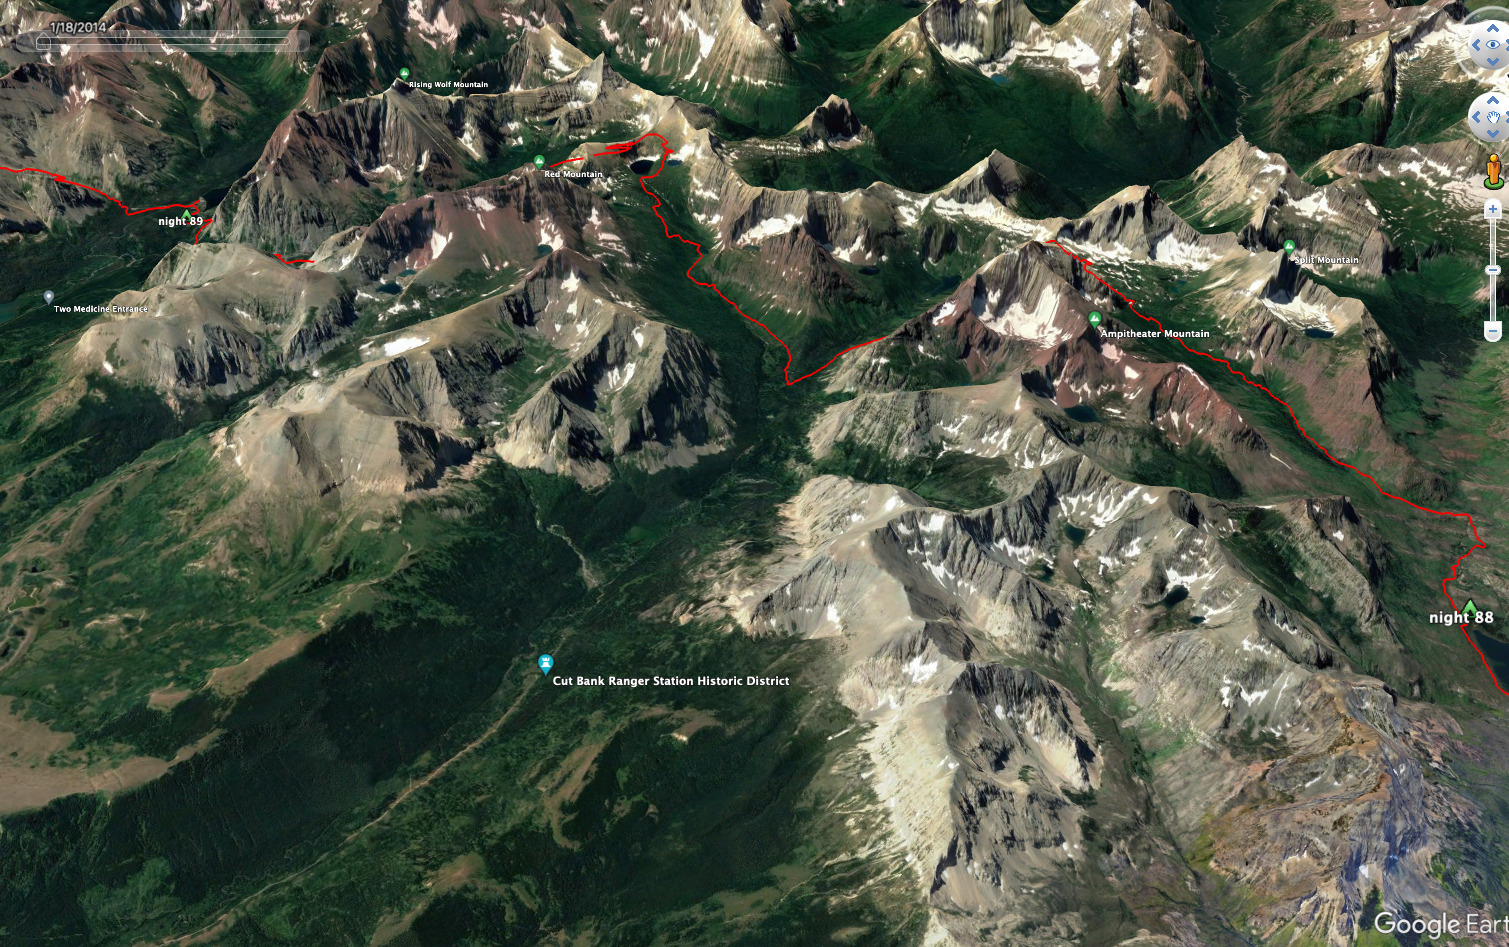 1/18/2014
Rising Wolf Mountain
Red Mountain
night 89
Two Medicine Entrance
Split Mountain
Ampitheater Mountain
night 88
Cut Bank Ranger Station Historic District
Google Eart